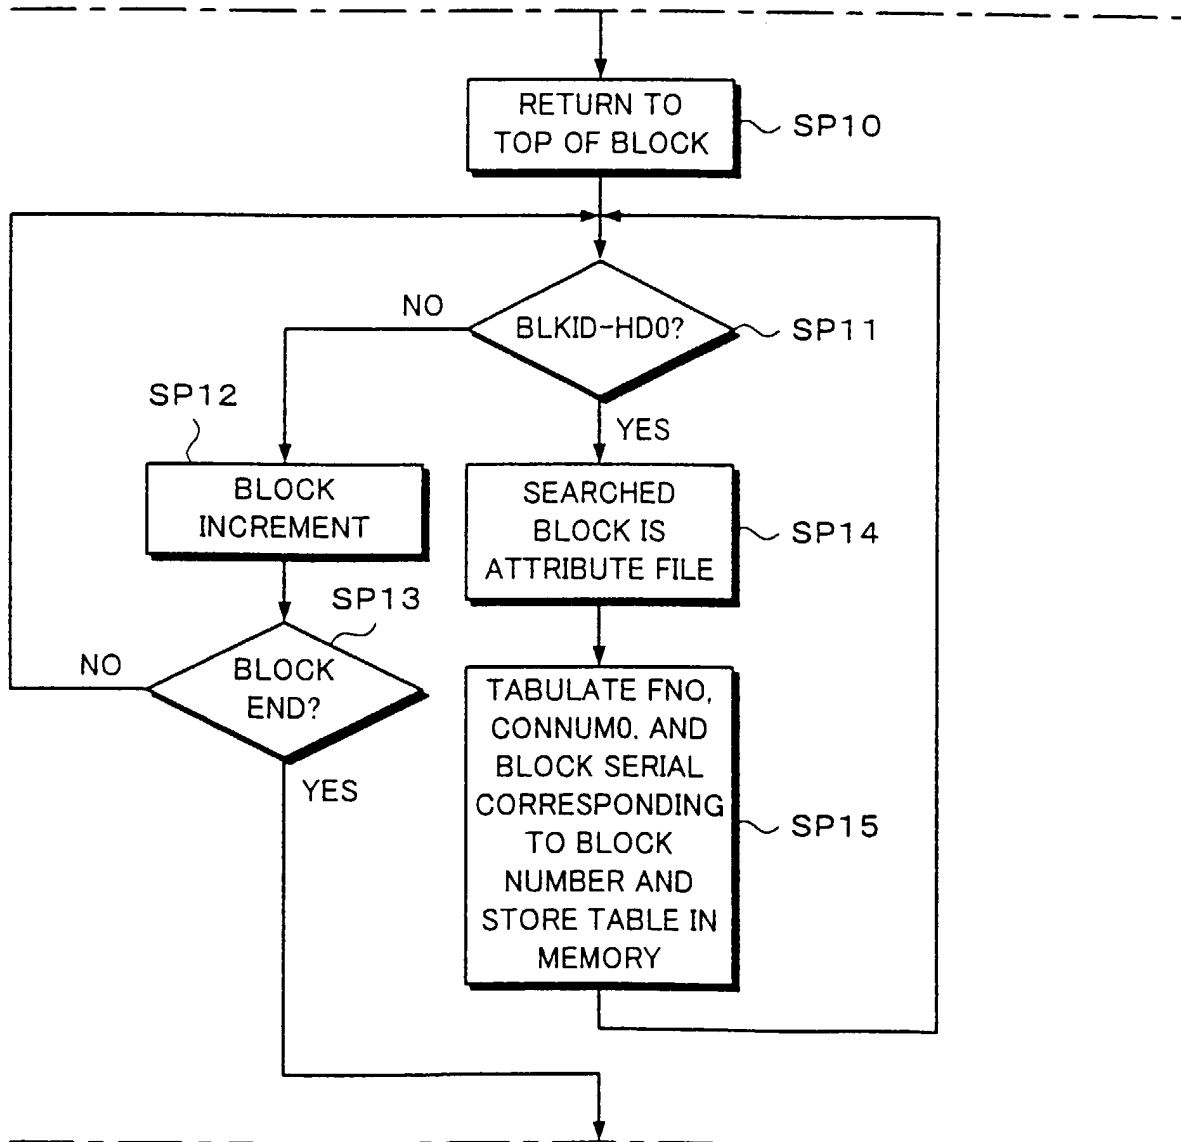 RETURN TO
TOP OF BLOCK
SP10
NO
BLKID-HD0?
SP11
YES
SP12
BLOCK
INCREMENT
SEARCHED
BLOCK IS
ATTRIBUTE FILE
SP14
SP13
NO
BLOCK
END?
YES
TABULATE FNO,
CONNUM0. AND
BLOCK SERIAL
CORRESPONDING
TO BLOCK
NUMBER AND
STORE TABLE IN
MEMORY
SP15